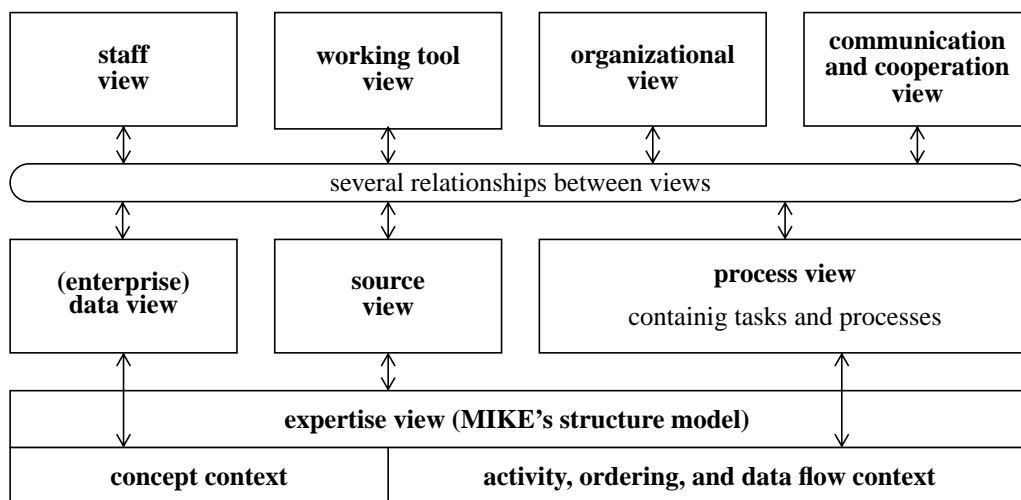 staff
view
working tool
view
organizational
view
communication
and cooperation
view
several relationships between views
(enterprise)
data view
source
view
process view
containig tasks and processes
expertise view (MIKE's structure model)
concept context
activity, ordering, and data flow context